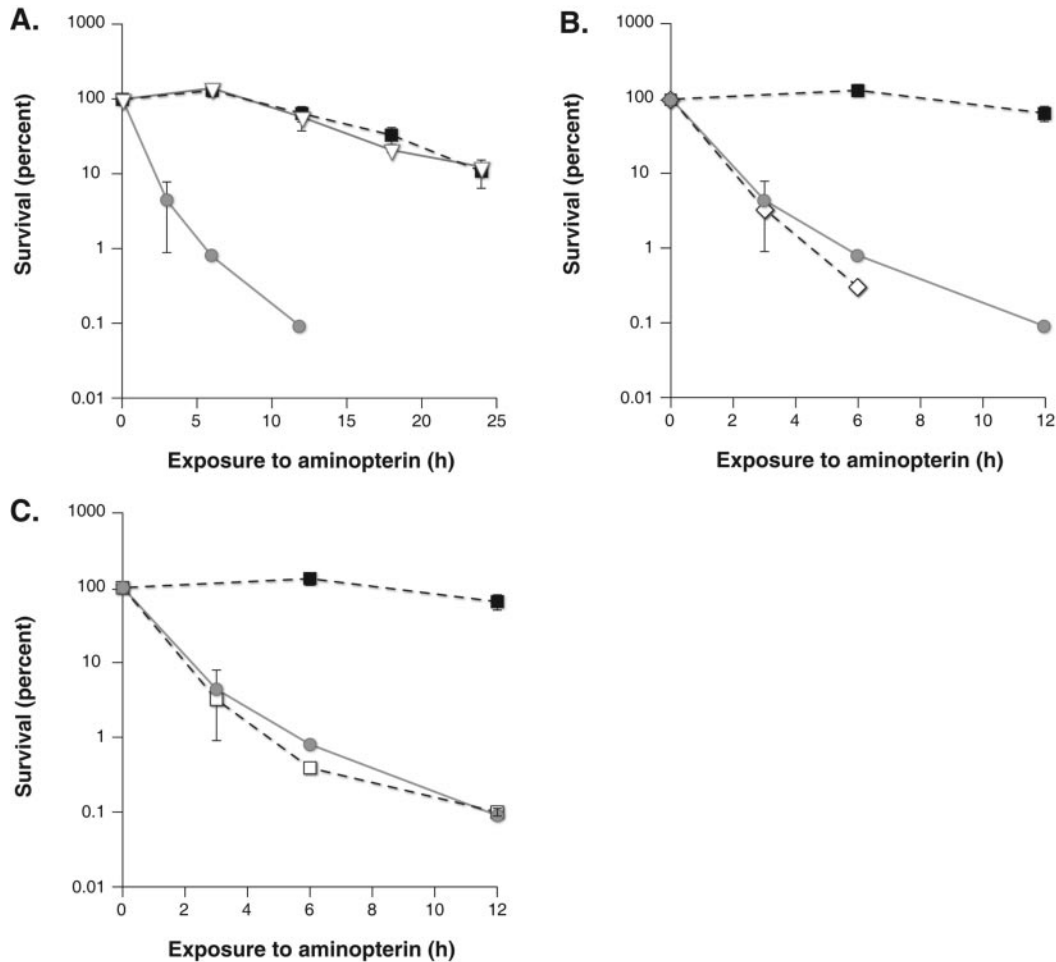 A.
1000
100
10
1
0.1
0.01
Survival (percent)
0 5 10 15 20 25
Exposure to aminopterin (h)
B.
1000
100
10
1
0.1
0.01
Survival (percent)
0 2 4 6 8 10 12
Exposure to aminopterin (h)
C.
1000
100
10
1
0.1
0.01
Survival (percent)
0 2 4 6 8 10 12
Exposure to aminopterin (h)